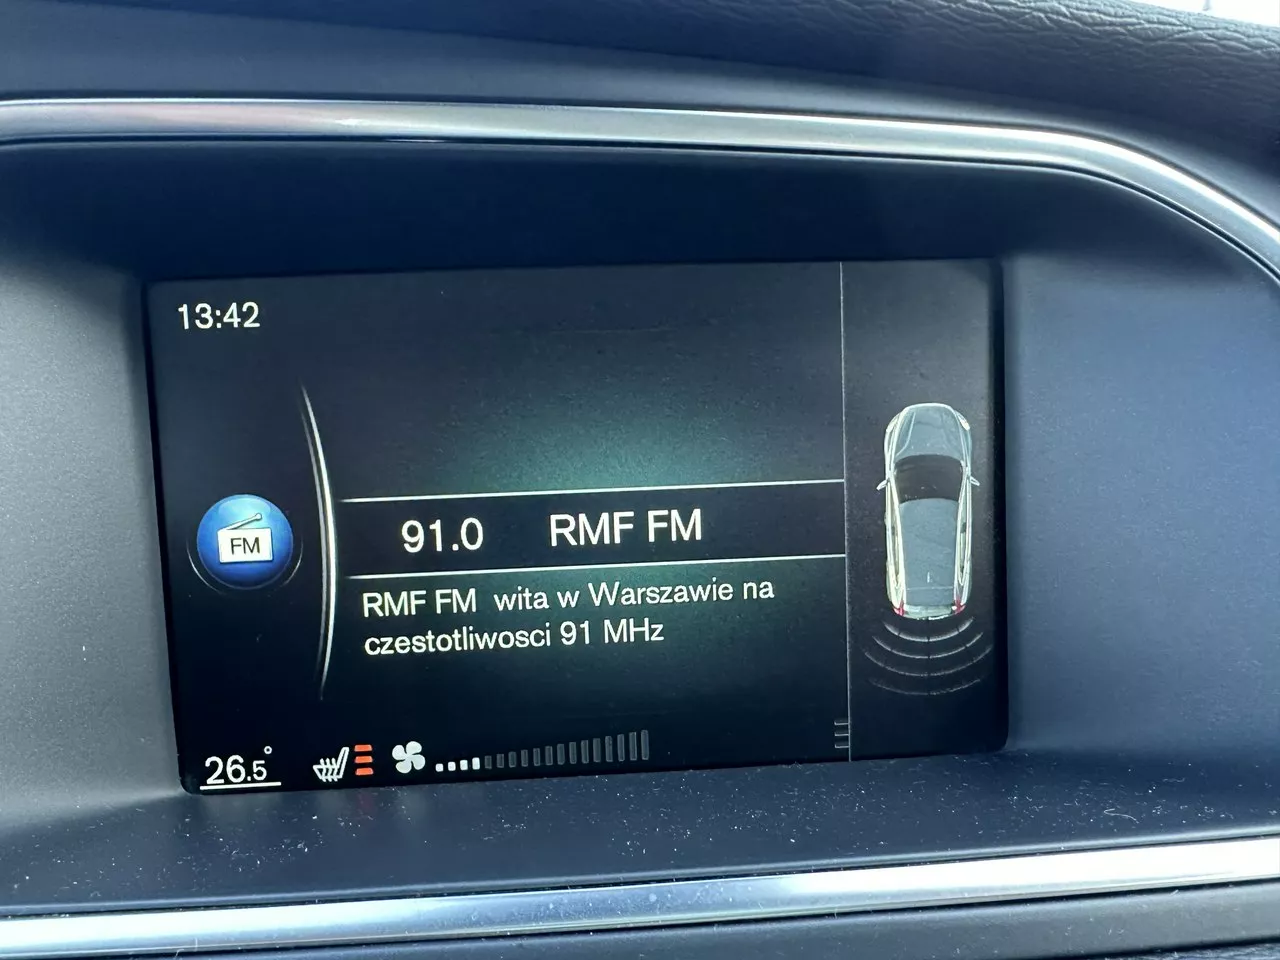 13:42
FM
91.0 RMF FM
RMF FM wita w Warszawie na
czestotliwosci 91 MHz
26.5°